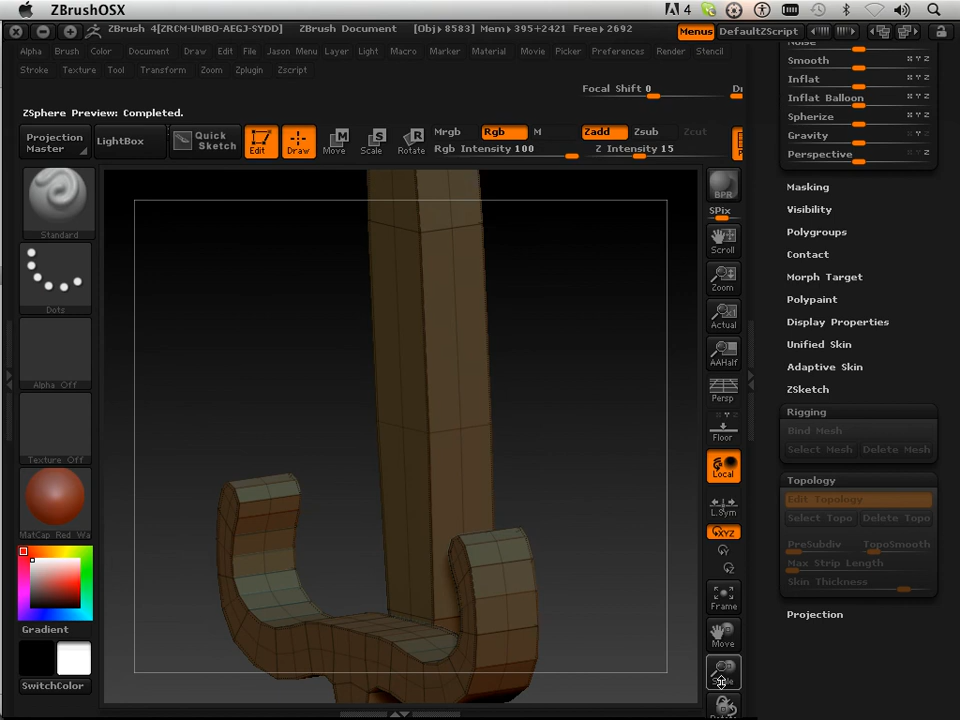 ZBrushOSX
4
ZBrush 4[ZRCM-UMBO-AEGJ-SYDD] ZBrush Document [Obj•8583] Mem•395+2421 Free•2692 Menus DefaultZScript
Alpha Brush Color Document Draw Edit File Jason Menu Layer Light Macro Marker Material Movie Picker Preferences Render Stencil
Stroke Texture Tool Transform Zoom Zplugin Zscript
Focal Shift 0
ZSphere Preview: Completed.
Projection Master
LightBox
Quick Sketch
Edit Draw Move Scale Rotate
Mrgb Rgb M Zadd Zsub Zcut
Rgb Intensity 100 Z Intensity 15
Standard
Dots
Alpha Off
Texture Off
MatCap Red Wa
Gradient
SwitchColor
BPR
SPix
Scroll
Zoom
Actual
AAHalf
Persp
Floor
Local
L.Sym
XYZ
Frame
Move
Scale
Noise
Smooth
Inflat
Inflat Balloon
Spherize
Gravity
Perspective
Masking
Visibility
Polygroups
Contact
Morph Target
Polypaint
Display Properties
Unified Skin
Adaptive Skin
ZSketch
Rigging
Bind Mesh
Select Mesh Delete Mesh
Topology
Edit Topology
Select Topo Delete Topo
PreSubdiv TopoSmooth
Max Strip Length
Skin Thickness
Projection